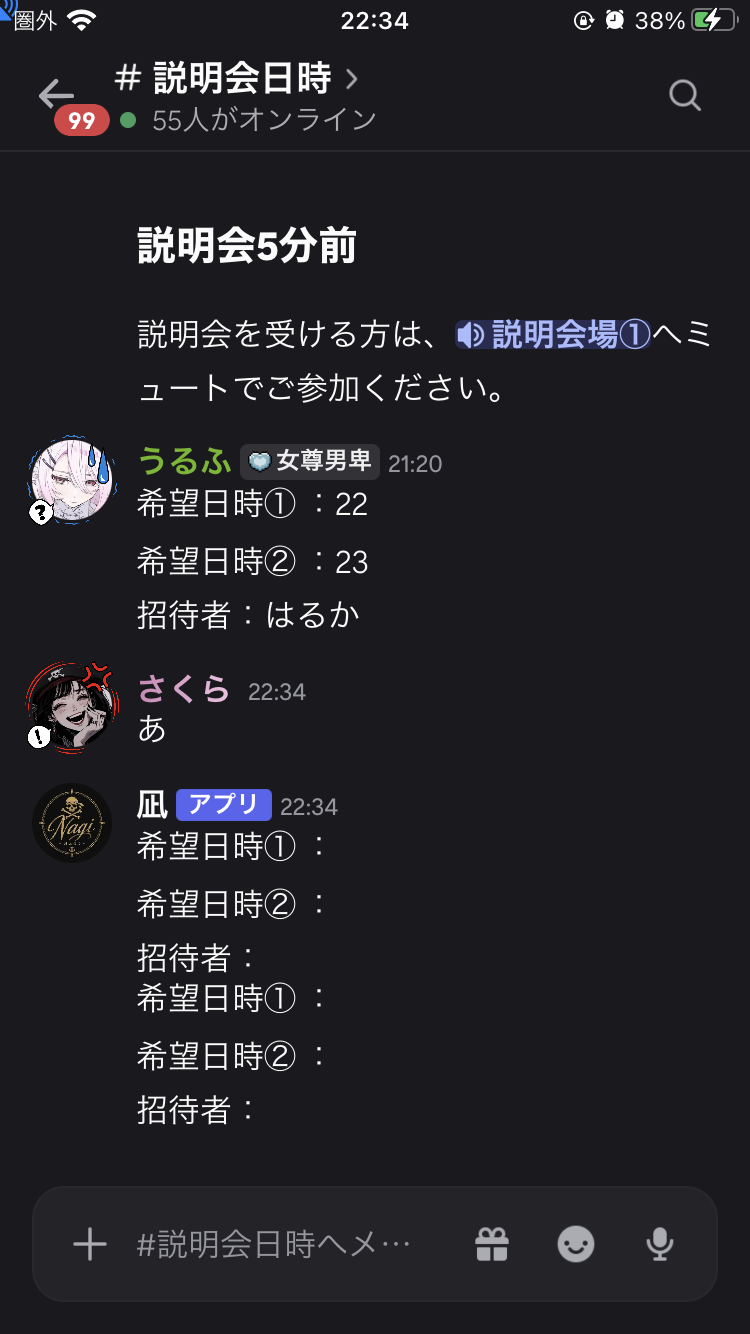 圏外 22:34 38%
# 説明会日時 >
99 55人がオンライン
説明会5分前
説明会を受ける方は、 説明会場①へミ
ュートでご参加ください。
うるふ 女尊男卑 21:20
希望日時① ：22
希望日時② ：23
招待者：はるか
さくら 22:34
あ
Nagi
凪 アプリ 22:34
希望日時① ：
希望日時② ：
招待者：
希望日時① ：
希望日時② ：
招待者：
#説明会日時へメ…